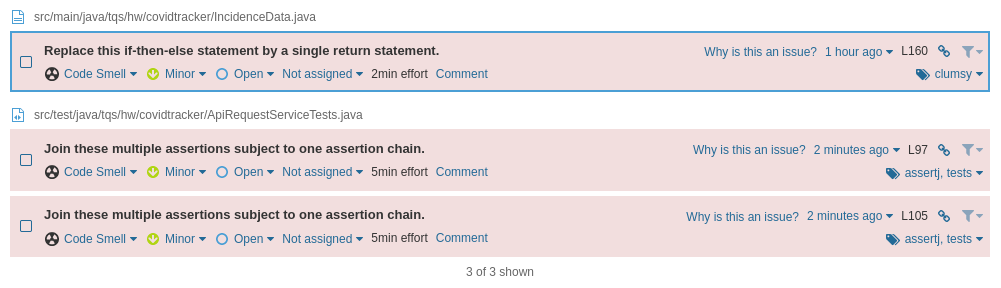 src/main/java/tqs/hw/covidtracker/IncidenceData.java
Replace this if-then-else statement by a single return statement. Why is this an issue? 1 hour ago L160
Code Smell Minor Open Not assigned 2min effort Comment clumsy
src/test/java/tqs/hw/covidtracker/ApiRequestServiceTests.java
Join these multiple assertions subject to one assertion chain. Why is this an issue? 2 minutes ago L97
Code Smell Minor Open Not assigned 5min effort Comment assertj, tests
Join these multiple assertions subject to one assertion chain. Why is this an issue? 2 minutes ago L105
Code Smell Minor Open Not assigned 5min effort Comment assertj, tests
3 of 3 shown